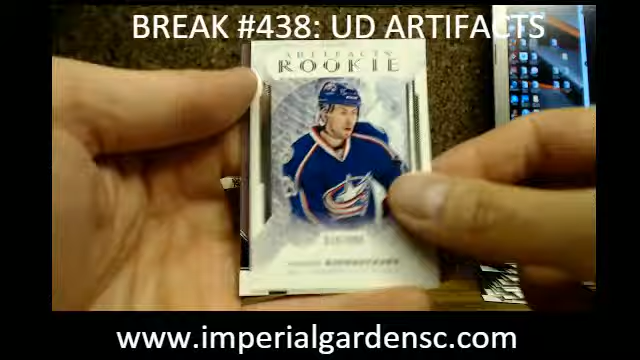 BREAK #438: UD ARTIFACTS
ARTIFACTS
ROOKIE
www.imperialgardensc.com